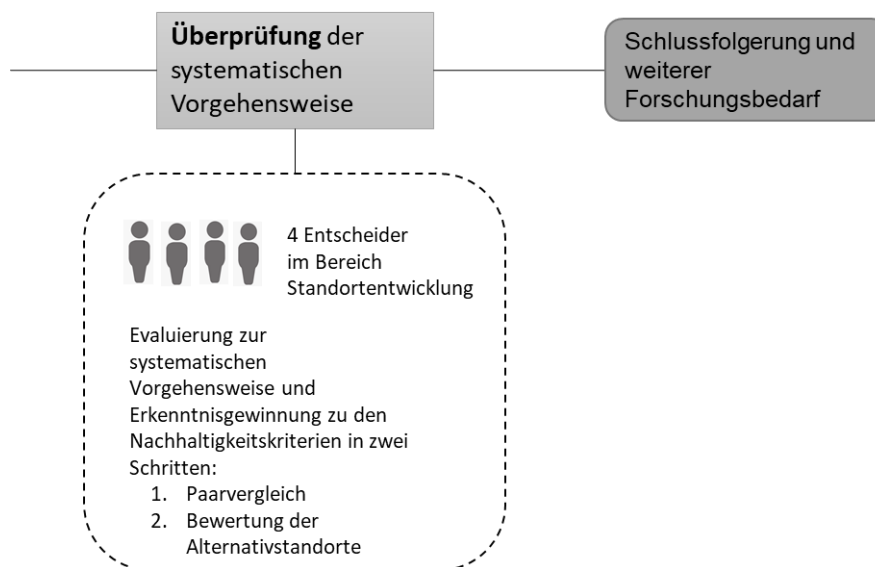 Überprüfung der
systematischen
Vorgehensweise
Schlussfolgerung und
weiterer
Forschungsbedarf
4 Entscheider
im Bereich
Standortentwicklung
Evaluierung zur
systematischen
Vorgehensweise und
Erkenntnisgewinnung zu den
Nachhaltigkeitskriterien in zwei
Schritten:
1. Paarvergleich
2. Bewertung der
Alternativstandorte